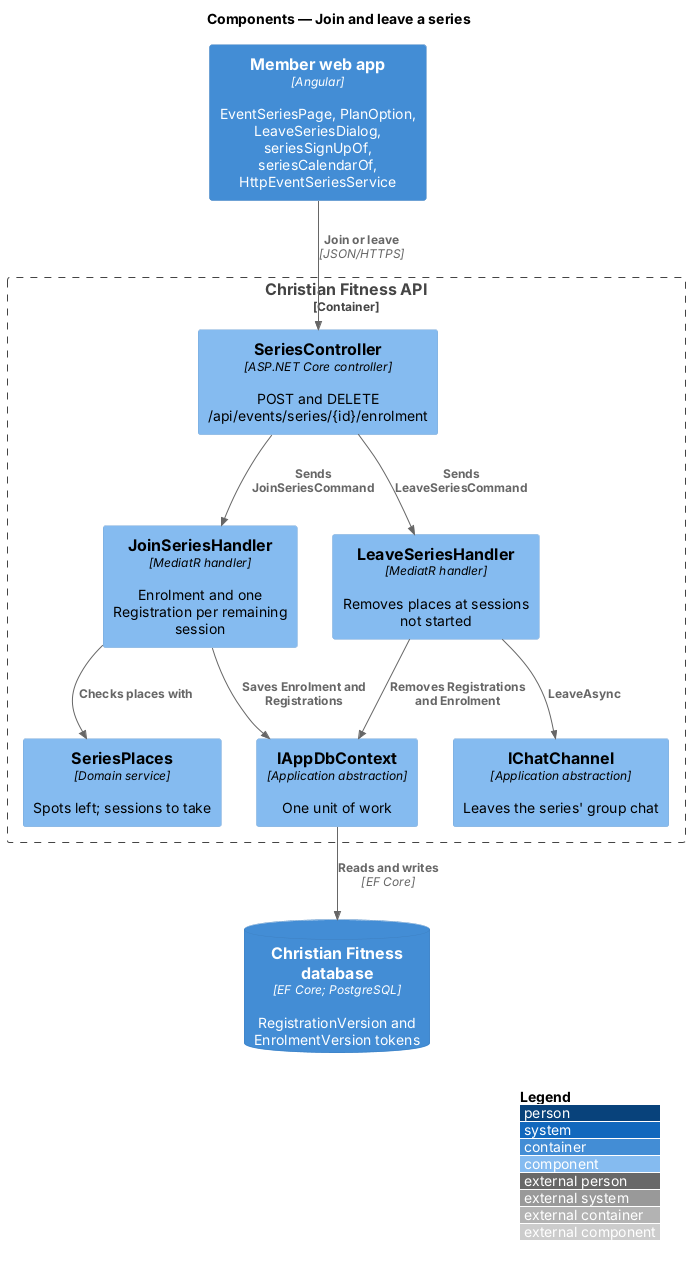 Components — Join and leave a series
Member web app
[Angular]
EventSeriesPage, PlanOption,
LeaveSeriesDialog,
seriesSignUpOf,
seriesCalendarOf,
HttpEventSeriesService
Join or leave
[JSON/HTTPS]
Christian Fitness API
[Container]
SeriesController
[ASP.NET Core controller]
POST and DELETE
/api/events/series/{id}/enrolment
Sends
JoinSeriesCommand
Sends
LeaveSeriesCommand
JoinSeriesHandler
[MediatR handler]
Enrolment and one
Registration per remaining
session
LeaveSeriesHandler
[MediatR handler]
Removes places at sessions
not started
Checks places with
Saves Enrolment and
Registrations
Removes Registrations
and Enrolment
LeaveAsync
SeriesPlaces
[Domain service]
Spots left; sessions to take
IAppDbContext
[Application abstraction]
One unit of work
IChatChannel
[Application abstraction]
Leaves the series' group chat
Reads and writes
[EF Core]
Christian Fitness
database
[EF Core; PostgreSQL]
RegistrationVersion and
EnrolmentVersion tokens
Legend
person
system
container
component
external person
external system
external container
external component